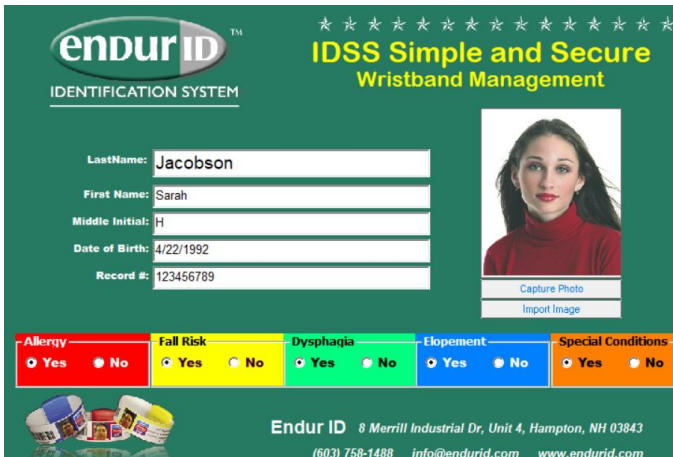 endur ID™
IDENTIFICATION SYSTEM
IDSS Simple and Secure
Wristband Management
LastName: Jacobson
First Name: Sarah
Middle Initial: H
Date of Birth: 4/22/1992
Record #: 123456789
Capture Photo
Import Image
Allergy Fall Risk Dysphagia Elopement Special Conditions
Yes No Yes No Yes No Yes No Yes No
Endur ID 8 Merrill Industrial Dr, Unit 4, Hampton, NH 03843
(603) 758-1488 info@endurid.com www.endurid.com